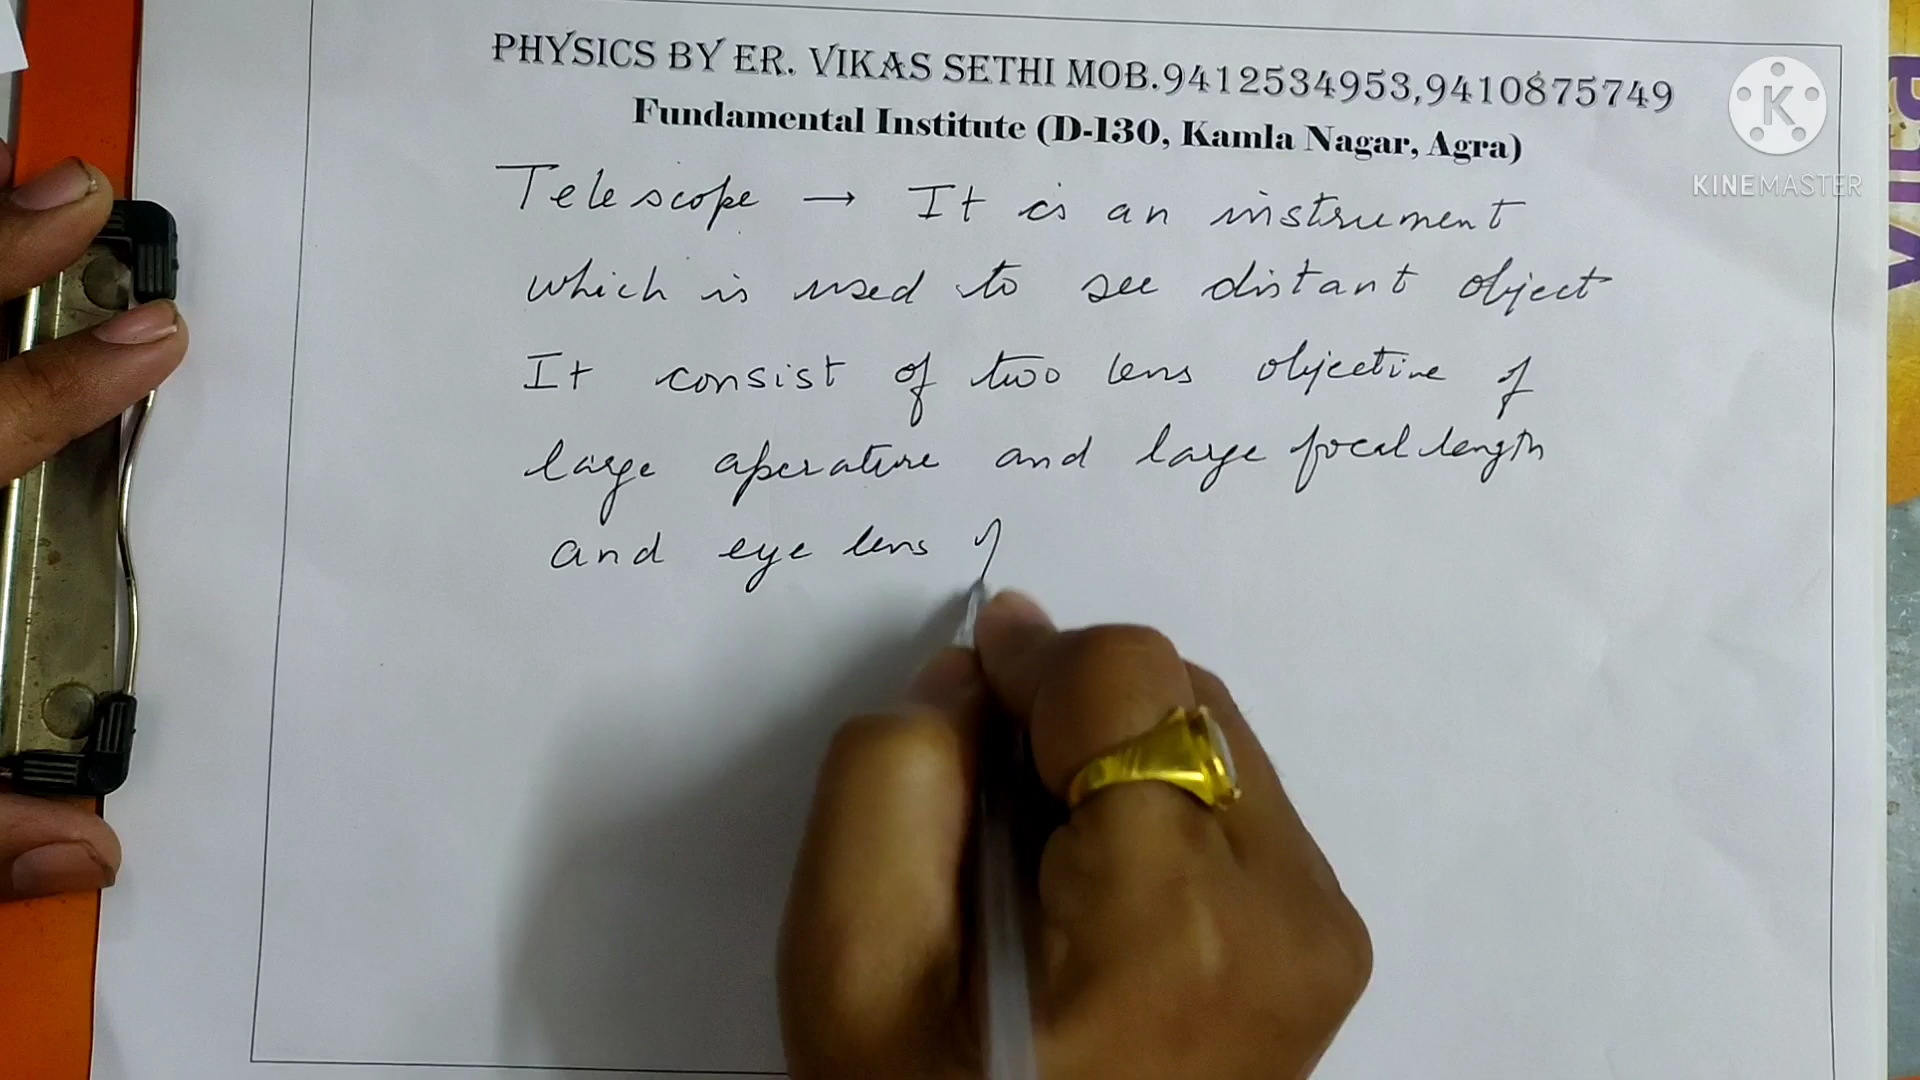 PHYSICS BY ER. VIKAS SETHI MOB.9412534953,9410875749
Fundamental Institute (D-130, Kamla Nagar, Agra)
K
KINEMASTER
Telescope → It is an instrument
which is used to see distant object
It consist of two lens objective of
large aperature and large focal length
and eye lens of